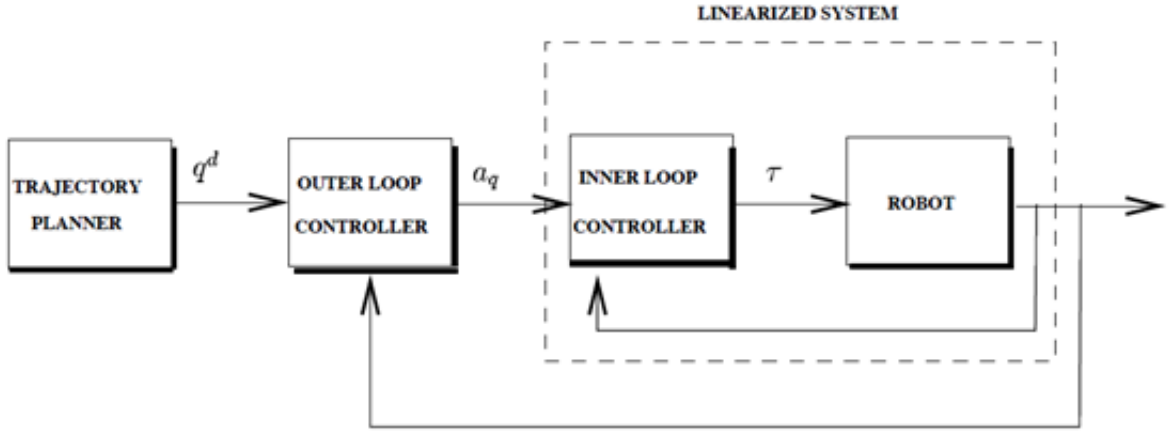 LINEARIZED SYSTEM
TRAJECTORY
PLANNER
q^d
OUTER LOOP
CONTROLLER
a_q
INNER LOOP
CONTROLLER
τ
ROBOT